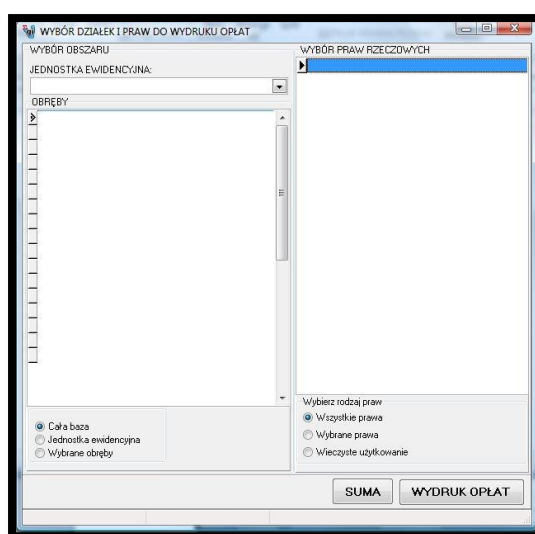 WYBÓR DZIAŁEK I PRAW DO WYDRUKU OPŁAT
WYBÓR OBSZARU
JEDNOSTKA EWIDENCYJNA:
OBRĘBY
Cała baza
Jednostka ewidencyjna
Wybrane obręby
WYBÓR PRAW RZECZOWYCH
Wybierz rodzaj praw
Wszystkie prawa
Wybrane prawa
Wieczyste użytkowanie
SUMA
WYDRUK OPŁAT